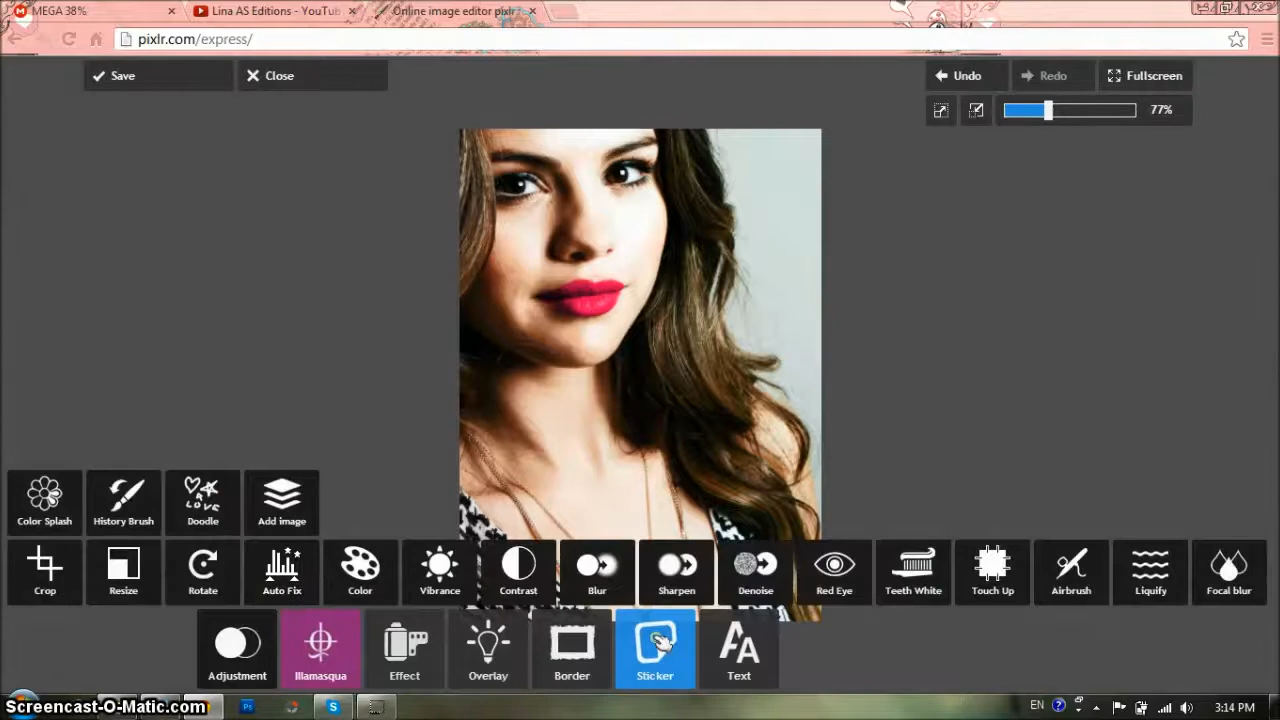 MEGA 38%
Lina AS Editions - YouTub
Online image editor pixlr
pixlr.com/express/
Save
Close
Undo
Redo
Fullscreen
77%
Color Splash
History Brush
Doodle
Add image
Crop
Resize
Rotate
Auto Fix
Color
Vibrance
Contrast
Blur
Sharpen
Denoise
Red Eye
Teeth White
Touch Up
Airbrush
Liquify
Focal blur
Adjustment
Illamasqua
Effect
Overlay
Border
Sticker
Text
Screencast-O-Matic.com
EN
3:14 PM